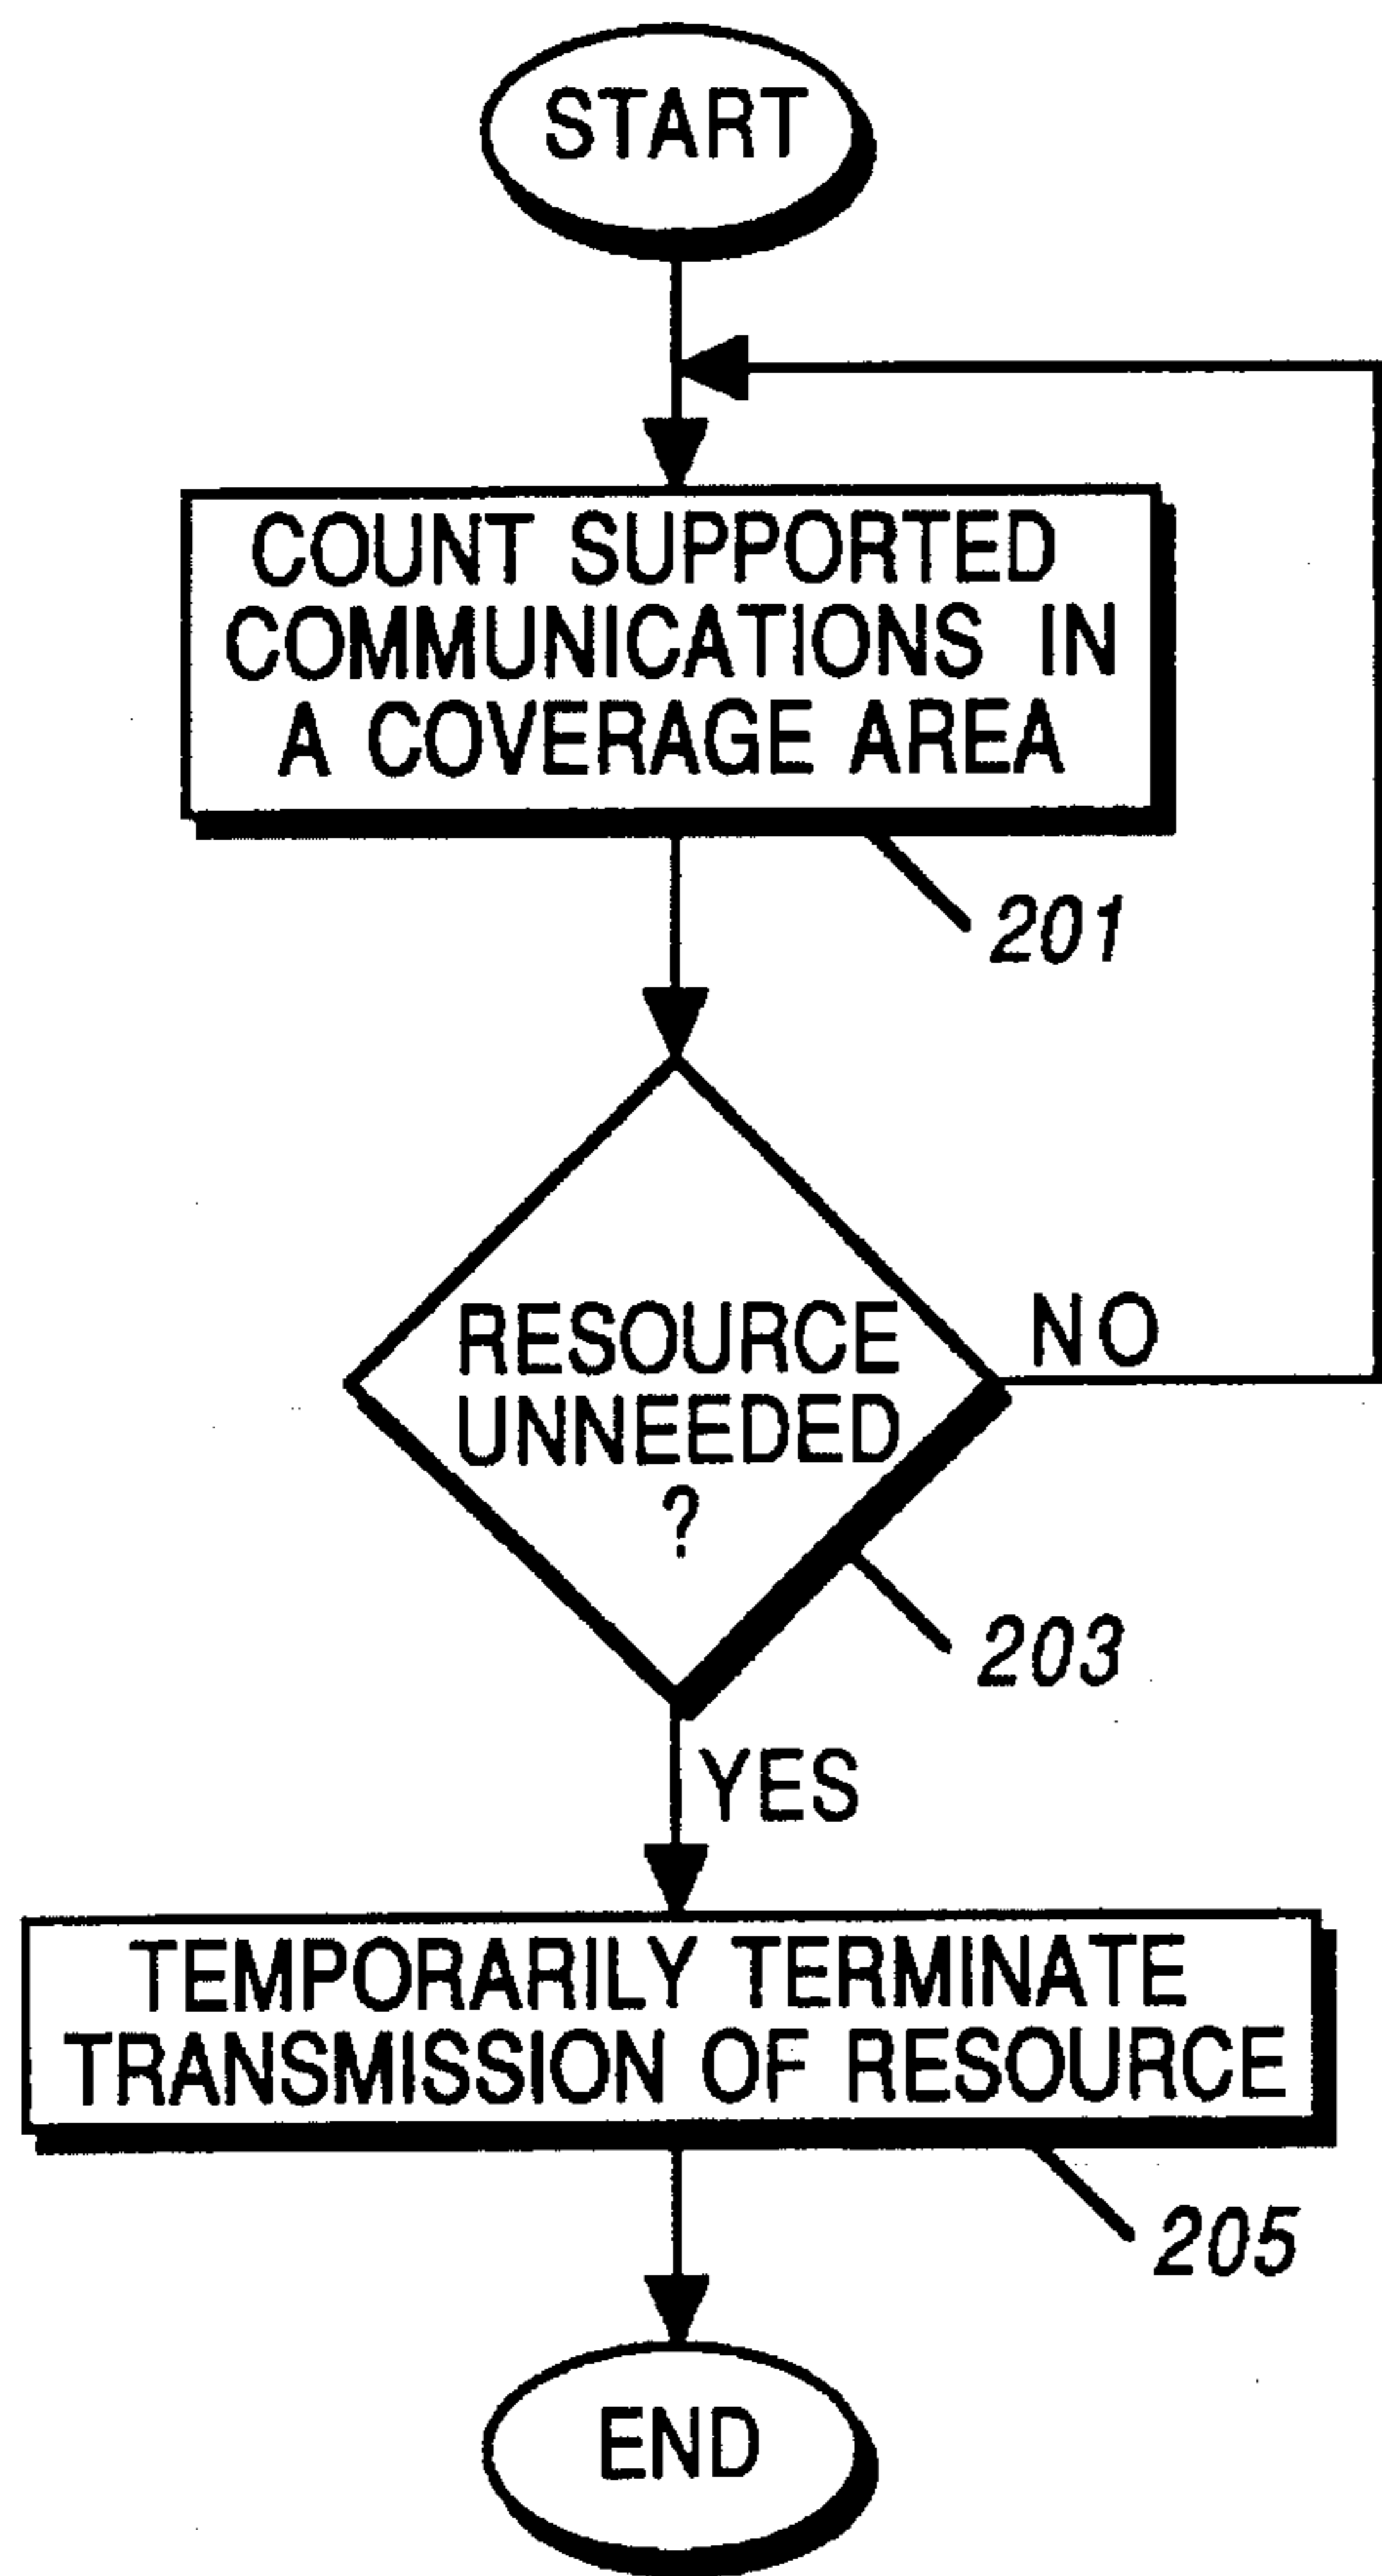 START
COUNT SUPPORTED
COMMUNICATIONS IN
A COVERAGE AREA
201
RESOURCE
UNNEEDED
?
NO
203
YES
TEMPORARILY TERMINATE
TRANSMISSION OF RESOURCE
205
END